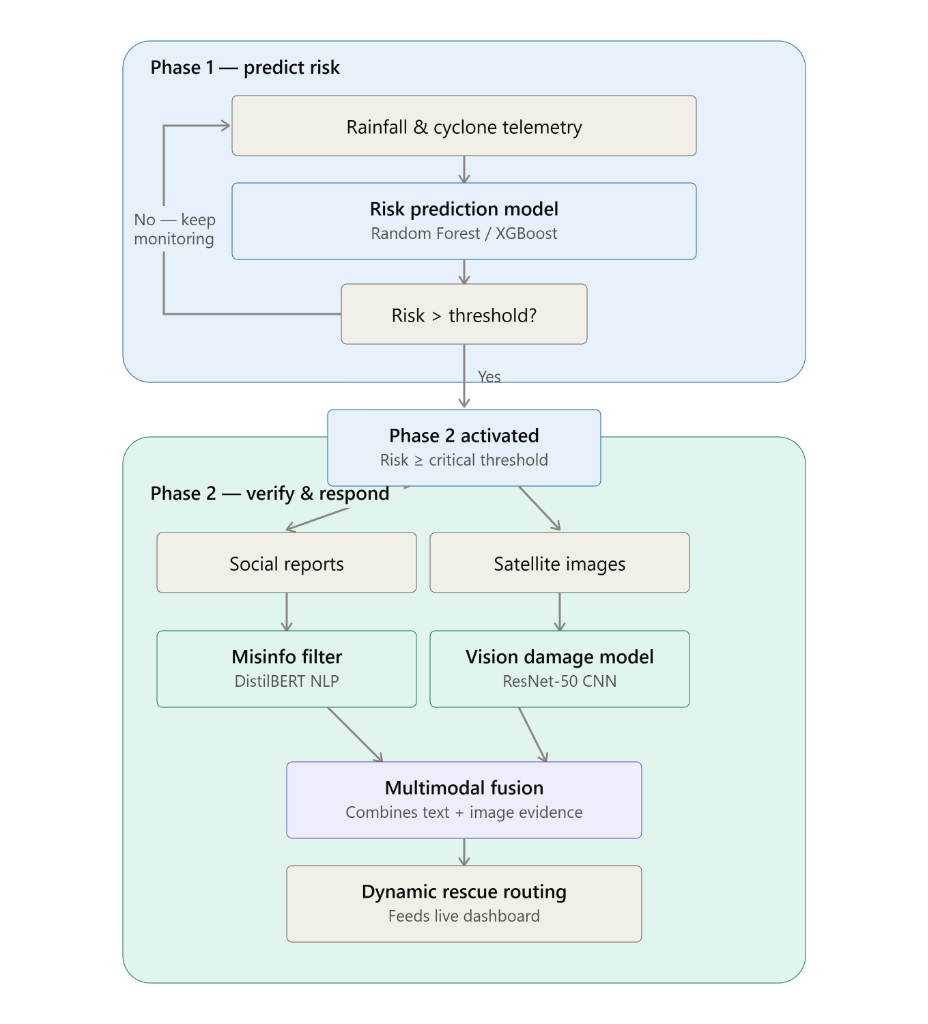 Phase 1 — predict risk
Rainfall & cyclone telemetry
Risk prediction model
Random Forest / XGBoost
No — keep
monitoring
Risk > threshold?
Yes
Phase 2 activated
Risk ≥ critical threshold
Phase 2 — verify & respond
Social reports
Satellite images
Misinfo filter
DistilBERT NLP
Vision damage model
ResNet-50 CNN
Multimodal fusion
Combines text + image evidence
Dynamic rescue routing
Feeds live dashboard